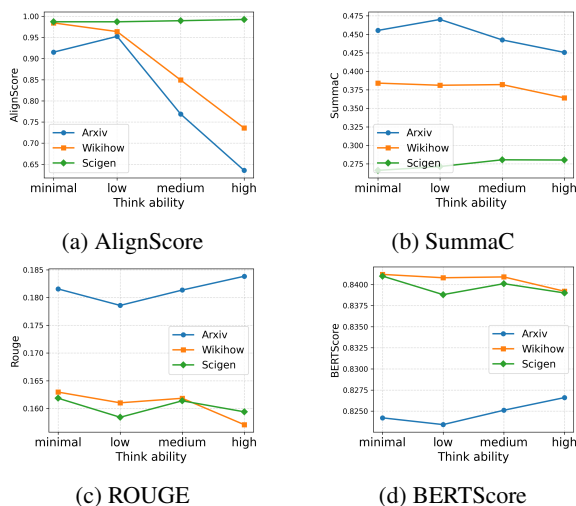 1.00
0.95
0.90
0.85
0.80
0.75
0.70
0.65
AlignScore
Arxiv
Wikihow
Scigen
minimal low medium high
Think ability
(a) AlignScore
0.475
0.450
0.425
0.400
0.375
0.350
0.325
0.300
0.275
SummaC
Arxiv
Wikihow
Scigen
minimal low medium high
Think ability
(b) SummaC
0.185
0.180
0.175
0.170
0.165
0.160
Rouge
Arxiv
Wikihow
Scigen
minimal low medium high
Think ability
(c) ROUGE
0.8400
0.8375
0.8350
0.8325
0.8300
0.8275
0.8250
BERTScore
Arxiv
Wikihow
Scigen
minimal low medium high
Think ability
(d) BERTScore